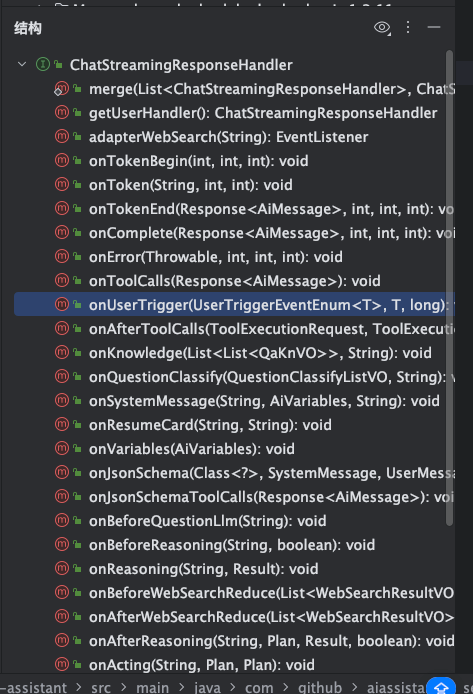 结构
ChatStreamingResponseHandler
merge(List<ChatStreamingResponseHandler>, ChatS
getUserHandler(): ChatStreamingResponseHandler
adapterWebSearch(String): EventListener
onTokenBegin(int, int, int): void
onToken(String, int, int): void
onTokenEnd(Response<AiMessage>, int, int, int): vo
onComplete(Response<AiMessage>, int, int, int): voi
onError(Throwable, int, int, int): void
onToolCalls(Response<AiMessage>): void
onUserTrigger(UserTriggerEventEnum<T>, T, long):
onAfterToolCalls(ToolExecutionRequest, ToolExecuti
onKnowledge(List<List<QaKnVO>>, String): void
onQuestionClassify(QuestionClassifyListVO, String):
onSystemMessage(String, AiVariables, String): void
onResumeCard(String, String): void
onVariables(AiVariables): void
onJsonSchema(Class<?>, SystemMessage, UserMessa
onJsonSchemaToolCalls(Response<AiMessage>): voi
onBeforeQuestionLlm(String): void
onBeforeReasoning(String, boolean): void
onReasoning(String, Result): void
onBeforeWebSearchReduce(List<WebSearchResultVO
onAfterWebSearchReduce(List<WebSearchResultVO>
onAfterReasoning(String, Plan, Result, boolean): void
onActing(String, Plan, Plan): void
-assistant > src > main > java > com > github > aiassista